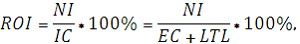 ROI = NI / IC * 100% = NI / EC + LTL * 100%,